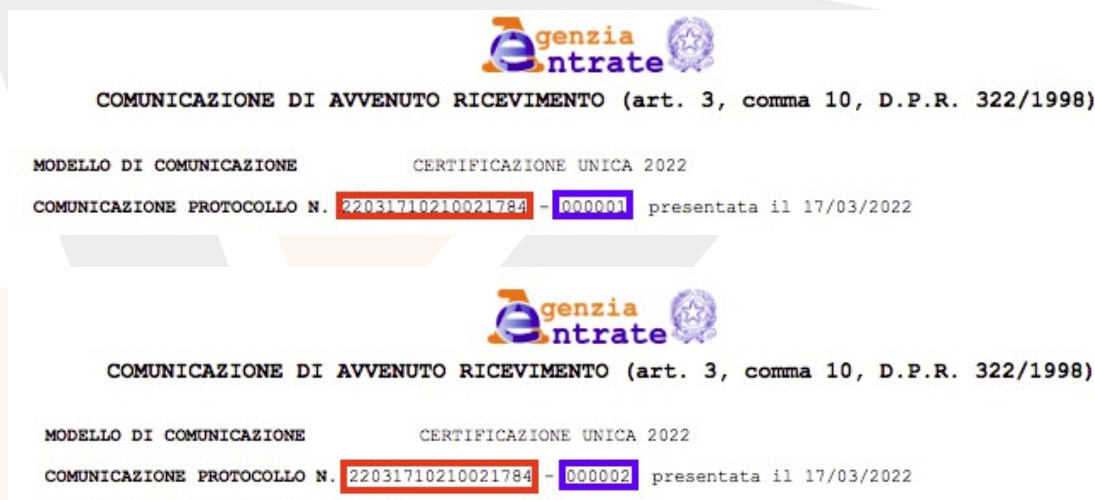 Agenzia
Entrate
COMUNICAZIONE DI AVVENUTO RICEVIMENTO (art. 3, comma 10, D.P.R. 322/1998)
MODELLO DI COMUNICAZIONE CERTIFICAZIONE UNICA 2022
COMUNICAZIONE PROTOCOLLO N. 22031710210021784 - 000001 presentata il 17/03/2022
Agenzia
Entrate
COMUNICAZIONE DI AVVENUTO RICEVIMENTO (art. 3, comma 10, D.P.R. 322/1998)
MODELLO DI COMUNICAZIONE CERTIFICAZIONE UNICA 2022
COMUNICAZIONE PROTOCOLLO N. 22031710210021784 - 000002 presentata il 17/03/2022